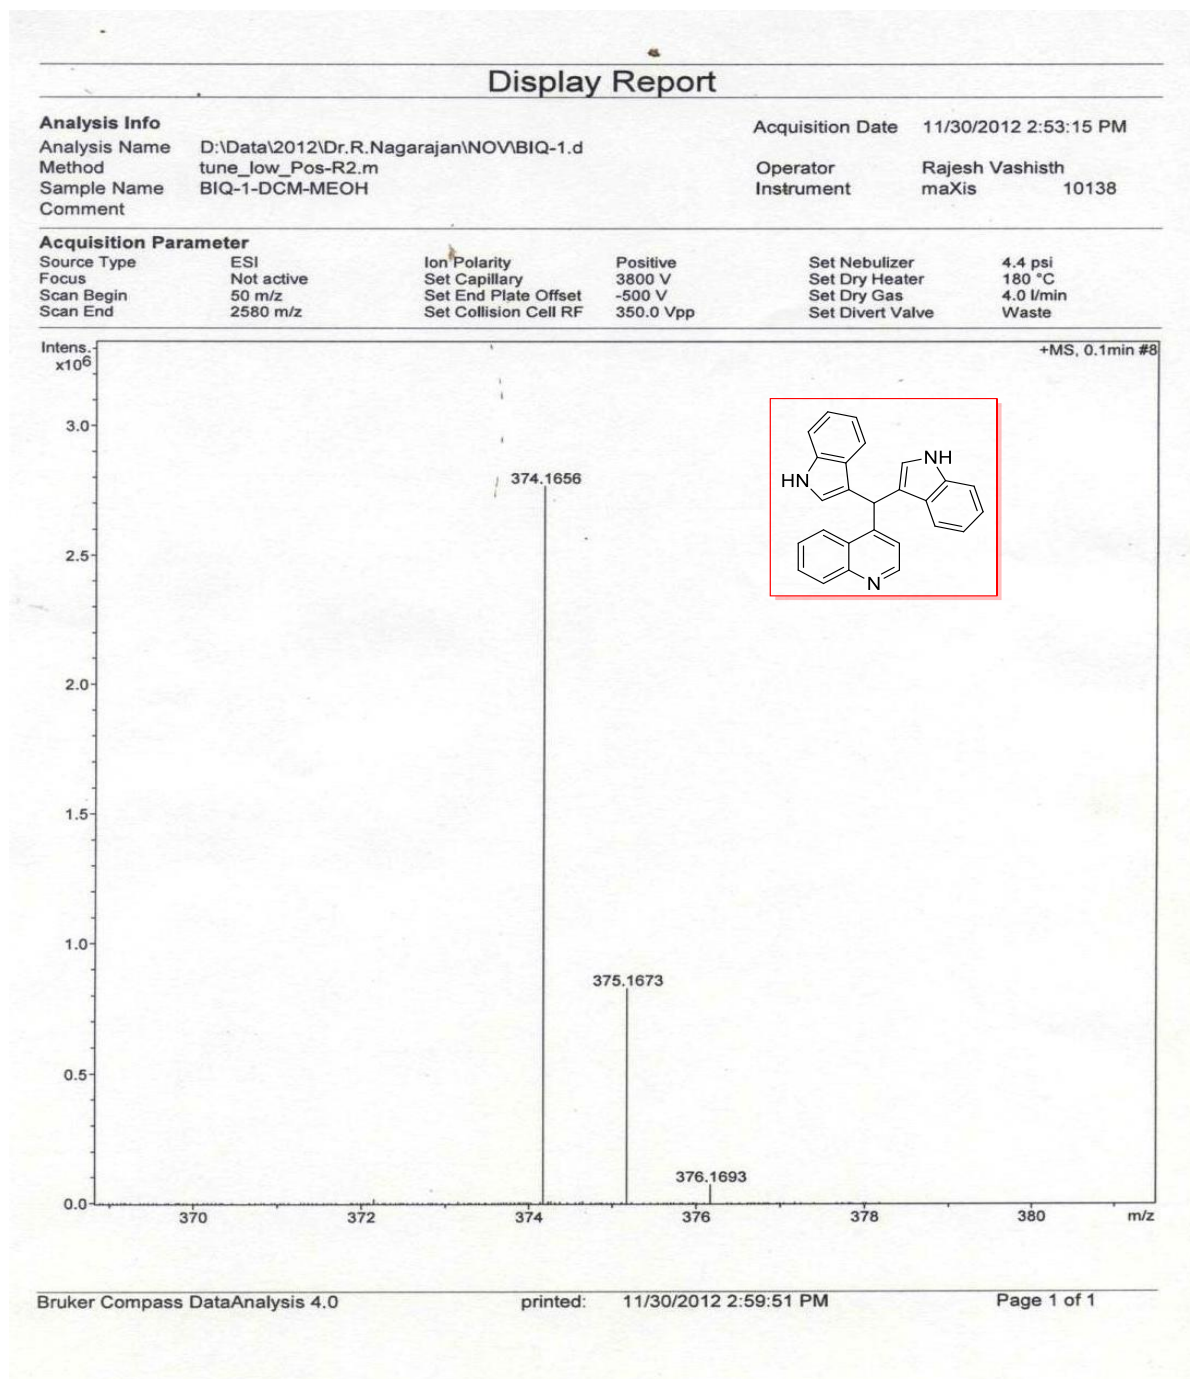 Display Report
Analysis Info
Acquisition Date 11/30/2012 2:53:15 PM
Analysis Name D:\Data\2012\Dr.R.Nagarajan\NOV\BIQ-1.d
Method tune_low_Pos-R2.m Operator Rajesh Vashisth
Sample Name BIQ-1-DCM-MEOH Instrument maXis 10138
Comment
Acquisition Parameter
Source Type ESI Ion Polarity Positive Set Nebulizer 4.4 psi
Focus Not active Set Capillary 3800 V Set Dry Heater 180 °C
Scan Begin 50 m/z Set End Plate Offset -500 V Set Dry Gas 4.0 l/min
Scan End 2580 m/z Set Collision Cell RF 350.0 Vpp Set Divert Valve Waste
Intens.
x10⁶
+MS, 0.1min #8
3.0
NH
374.1656
HN
2.5
N
2.0
1.5
1.0
375.1673
0.5
376.1693
0.0
370 372 374 376 378 380 m/z
Bruker Compass DataAnalysis 4.0 printed: 11/30/2012 2:59:51 PM Page 1 of 1